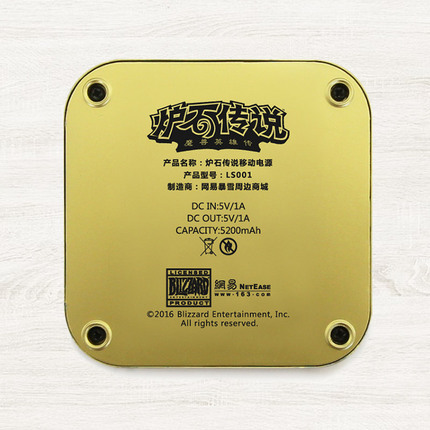 炉石传说
魔兽英雄传
产品名称：炉石传说移动电源
产品型号：LS001
制造商：网易暴雪周边商城
DC IN:5V/1A
DC OUT:5V/1A
CAPACITY:5200mAh
LICENSED
BLIZZARD
ENTERTAINMENT
PRODUCT
網易 NetEase
www·163·com
©2016 Blizzard Entertainment, Inc.
All rights reserved.